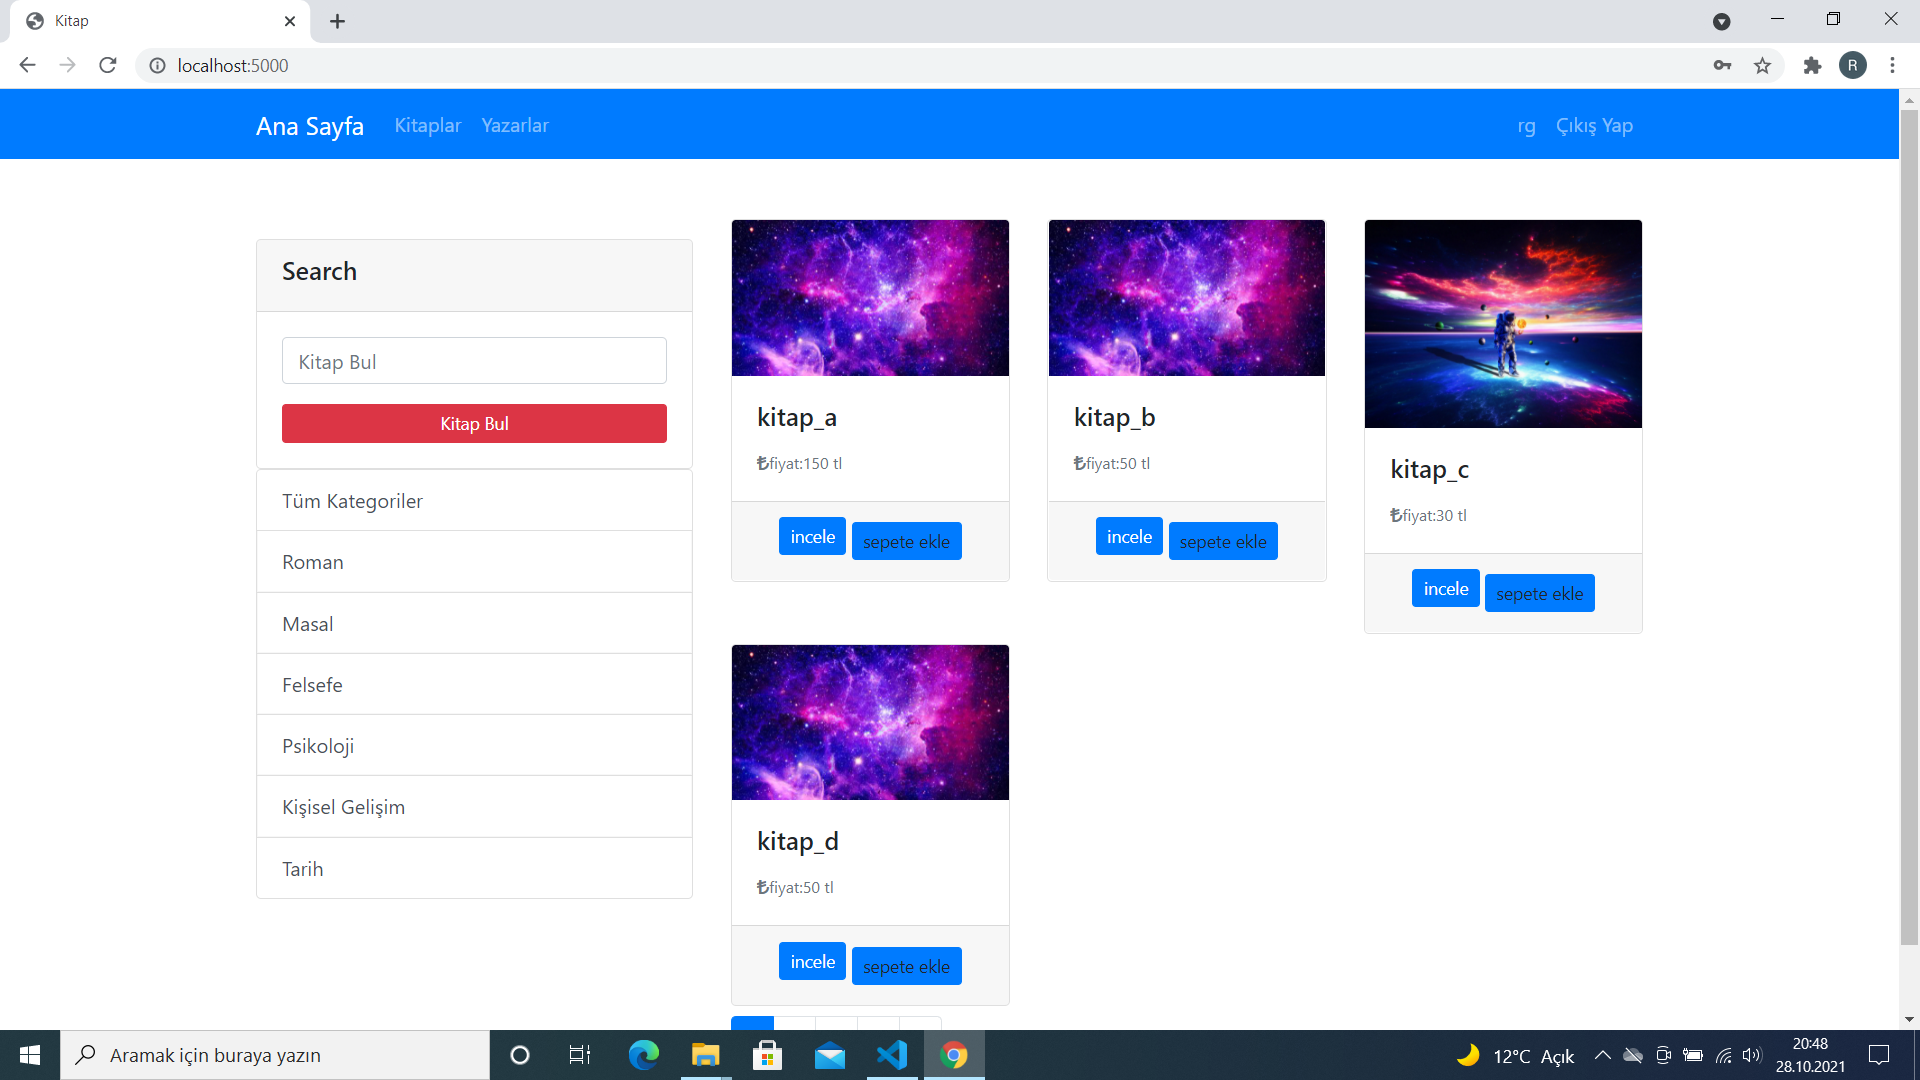 Kitap
localhost:5000
R
Ana Sayfa Kitaplar Yazarlar rg Çıkış Yap
Search
Kitap Bul
Kitap Bul
Tüm Kategoriler
Roman
Masal
Felsefe
Psikoloji
Kişisel Gelişim
Tarih
kitap_a
₺fiyat:150 tl
incele sepete ekle
kitap_b
₺fiyat:50 tl
incele sepete ekle
kitap_c
₺fiyat:30 tl
incele sepete ekle
kitap_d
₺fiyat:50 tl
incele sepete ekle
Aramak için buraya yazın
12°C Açık
20:48
28.10.2021